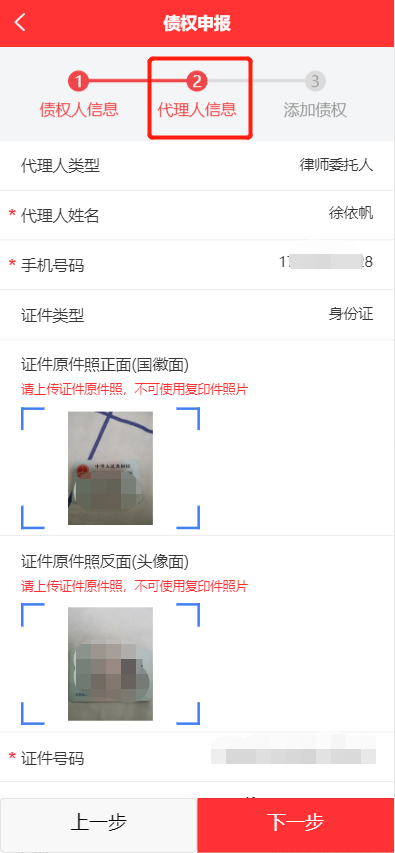 债权申报
1 2 3
债权人信息 代理人信息 添加债权
代理人类型 律师委托人
* 代理人姓名 徐依帆
* 手机号码 17 28
证件类型 身份证
证件原件照正面(国徽面)
请上传证件原件照，不可使用复印件照片
证件原件照反面(头像面)
请上传证件原件照，不可使用复印件照片
* 证件号码
上一步 下一步